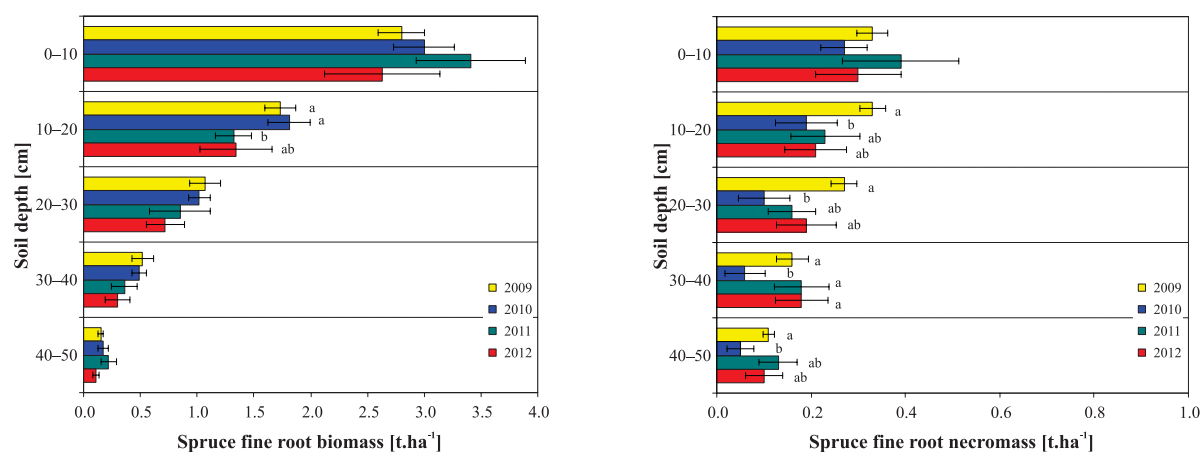 Soil depth [cm]
0–10
10–20
20–30
30–40
40–50
a
a
b
ab
2009
2010
2011
2012
0.0 0.5 1.0 1.5 2.0 2.5 3.0 3.5 4.0
Spruce fine root biomass [t.ha-1]
Soil depth [cm]
0–10
10–20
20–30
30–40
40–50
a
b
ab
ab
a
b
ab
ab
a
b
a
a
a
b
ab
ab
2009
2010
2011
2012
0.0 0.2 0.4 0.6 0.8 1.0
Spruce fine root necromass [t.ha-1]